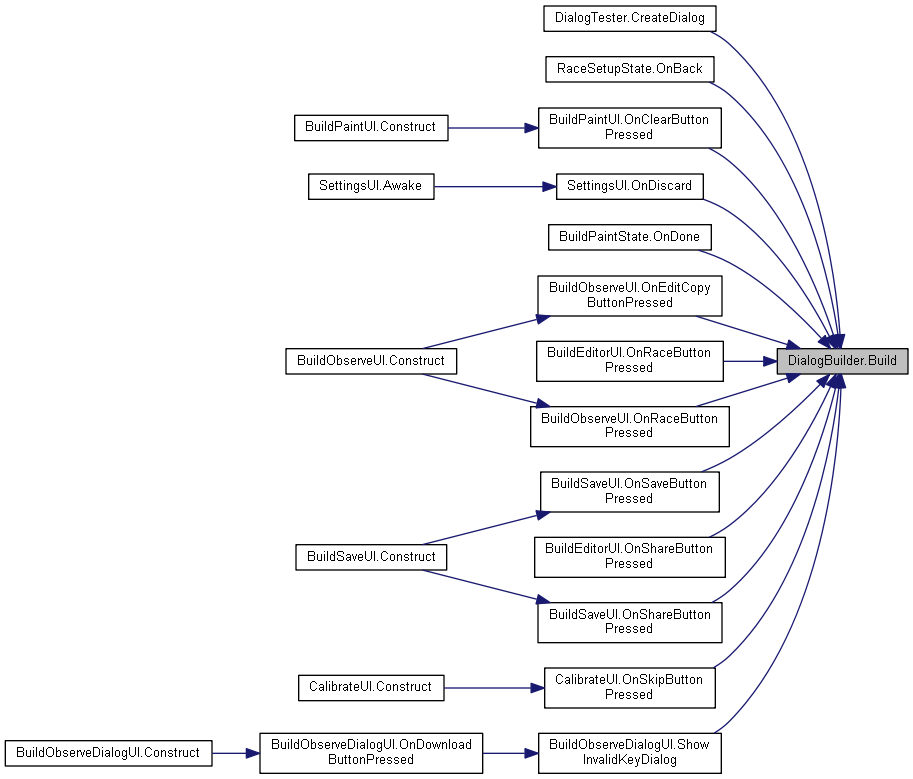 DialogTester.CreateDialog
RaceSetupState.OnBack
BuildPaintUI.OnClearButton
Pressed
BuildPaintUI.Construct
SettingsUI.OnDiscard
SettingsUI.Awake
BuildPaintState.OnDone
BuildObserveUI.OnEditCopy
ButtonPressed
BuildObserveUI.Construct
BuildEditorUI.OnRaceButton
Pressed
DialogBuilder.Build
BuildObserveUI.OnRaceButton
Pressed
BuildSaveUI.OnSaveButton
Pressed
BuildSaveUI.Construct
BuildEditorUI.OnShareButton
Pressed
BuildSaveUI.OnShareButton
Pressed
CalibrateUI.Construct
CalibrateUI.OnSkipButton
Pressed
BuildObserveDialogUI.Construct
BuildObserveDialogUI.OnDownload
ButtonPressed
BuildObserveDialogUI.Show
InvalidKeyDialog